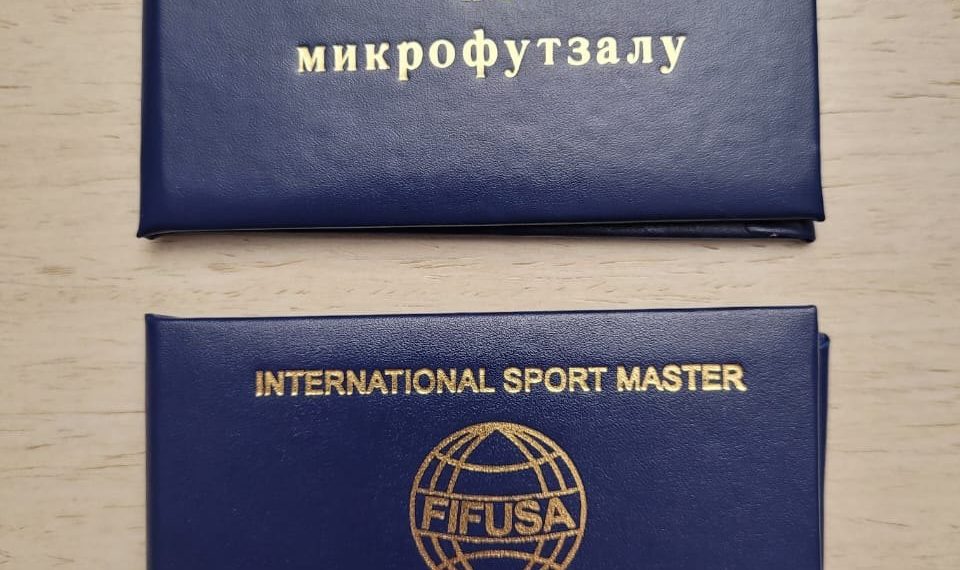 микрофутзалу
INTERNATIONAL SPORT MASTER
FIFUSA